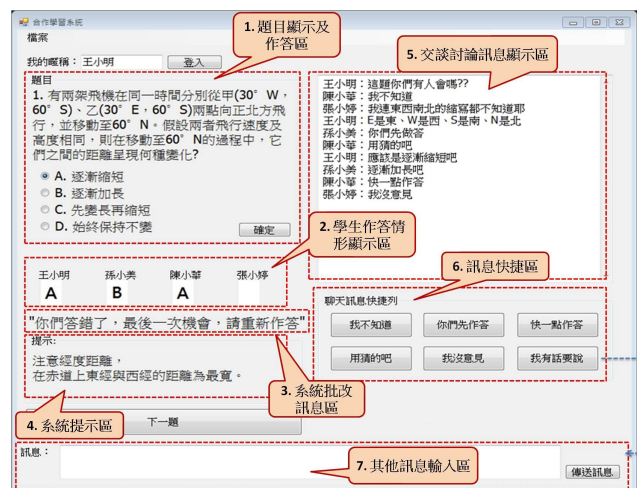 合作學習系統
檔案
1. 題目顯示及
作答區
我的暱稱：王小明
登入
題目
1. 有兩架飛機在同一時間分別從甲(30°W，
60°S)、乙(30°E，60°S)兩點向正北方飛
行，並移動至60°N。假設兩者飛行速度及
高度相同，則在移動至60°N的過程中，它
們之間的距離呈現何種變化?
A. 逐漸縮短
B. 逐漸加長
C. 先變長再縮短
D. 始終保持不變
確定
5. 交談討論訊息顯示區
王小明：這題你們有人會嗎??
陳小華：我不知道
張小婷：我連東西南北的縮寫都不知道耶
王小明：E是東、W是西、S是南、N是北
孫小美：你們先做答
陳小華：用猜的吧
王小明：應該是逐漸縮短吧
孫小美：逐漸加長吧
陳小華：快一點作答
張小婷：我沒意見
2. 學生作答情
形顯示區
王小明 孫小美 陳小華 張小婷
A B A
"你們答錯了，最後一次機會，請重新作答"
提示:
注意經度距離，
在赤道上東經與西經的距離為最寬。
3. 系統批改
訊息區
4. 系統提示區
下一題
6. 訊息快捷區
聊天訊息快捷列
我不知道 你們先作答 快一點作答
用猜的吧 我沒意見 我有話要說
訊息：
7. 其他訊息輸入區
傳送訊息